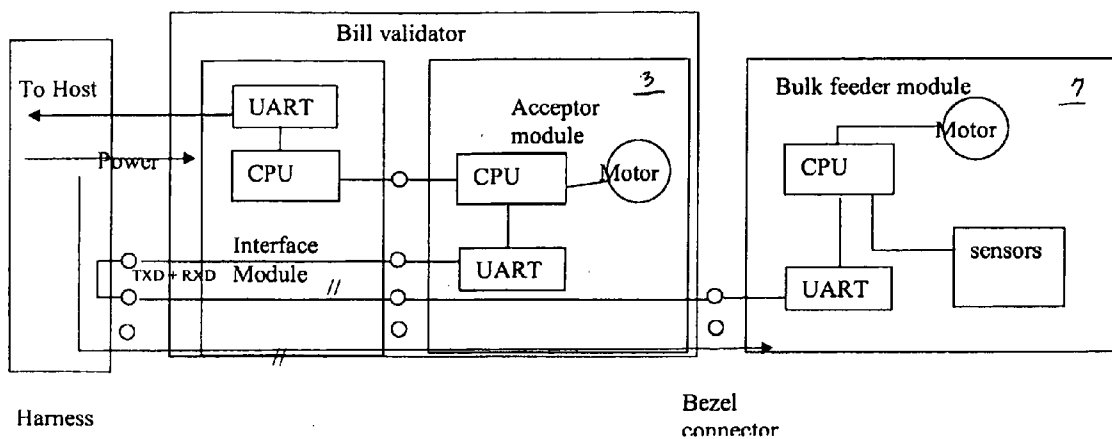 Bill validator
To Host
UART
Power
CPU
Interface
Module
TXD + RXD
//
//
3
Acceptor
module
CPU
Motor
UART
Bulk feeder module
7
Motor
CPU
sensors
UART
Harness
Bezel
connector